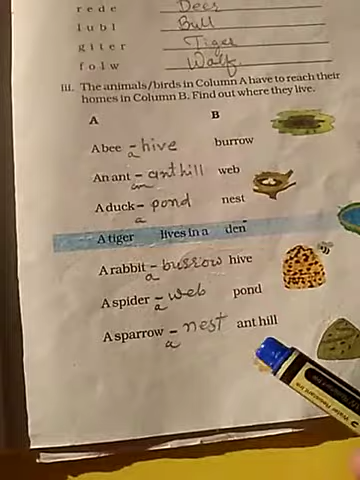 r e d e Deer
l u b l Bull
g i t e r Tiger
f o l w Wolf
iii. The animals/birds in Column A have to reach their
homes in Column B. Find out where they live.
A B
A bee - a hive burrow
An ant - an anthill web
A duck - a pond nest
A tiger lives in a den
A rabbit - a burrow hive
A spider - a web pond
A sparrow - a nest ant hill